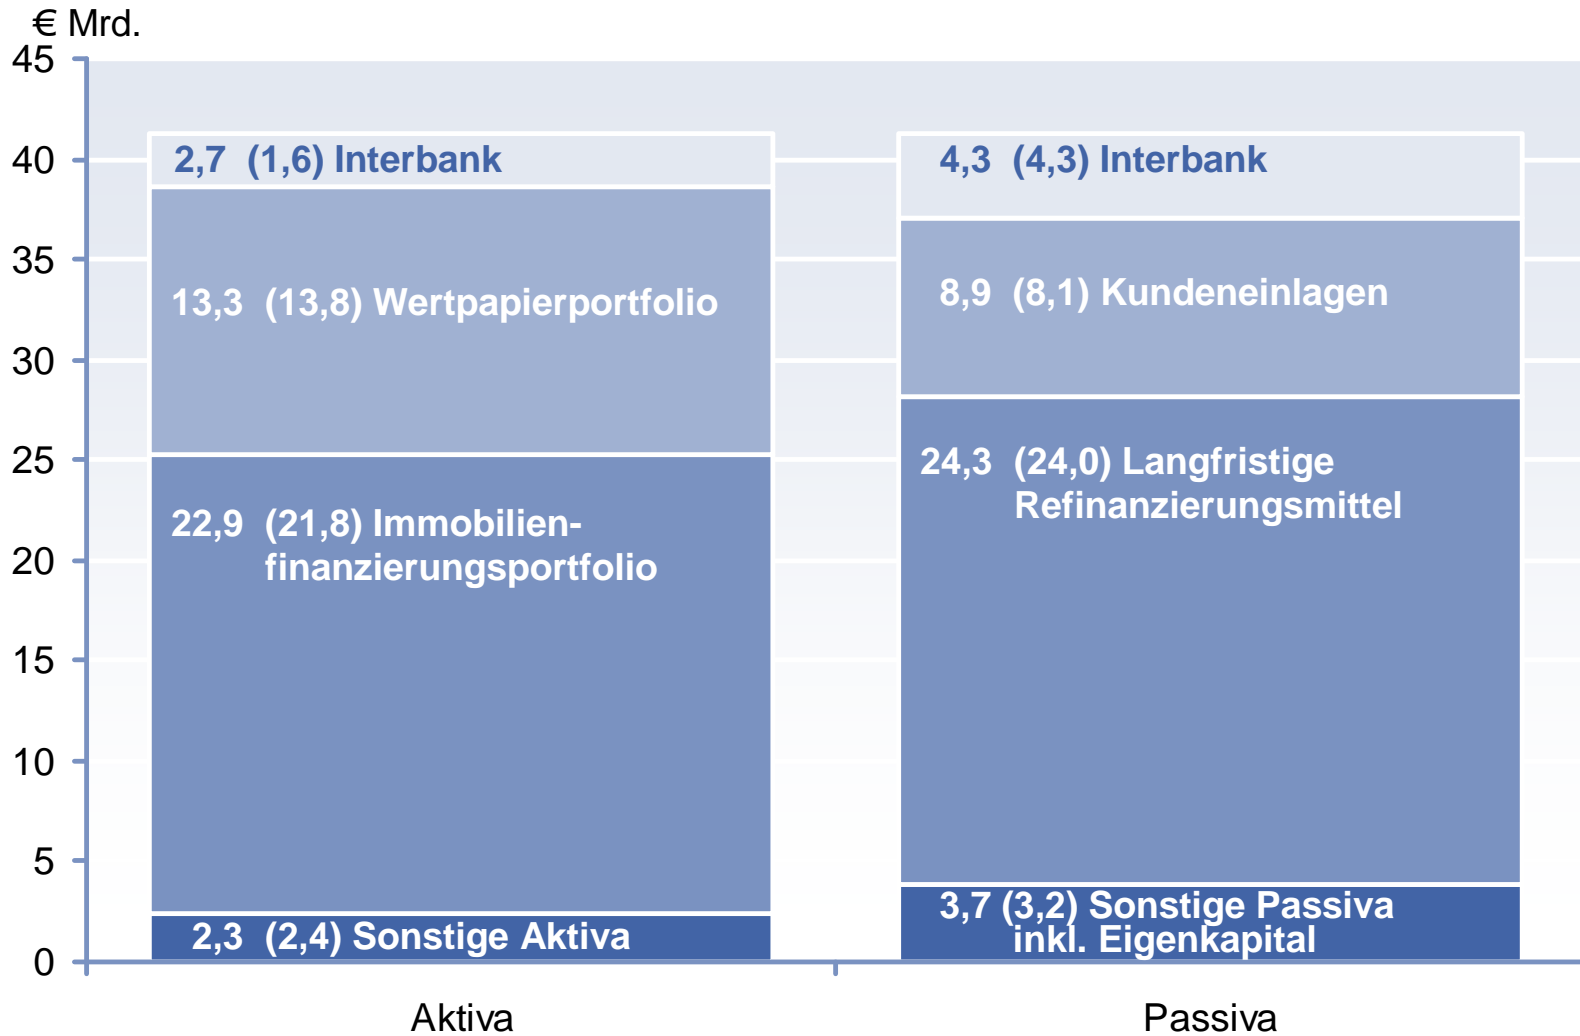 € Mrd.
45
40
35
30
25
20
15
10
5
0
2,7 (1,6) Interbank
13,3 (13,8) Wertpapierportfolio
22,9 (21,8) Immobilien-
finanzierungsportfolio
2,3 (2,4) Sonstige Aktiva
4,3 (4,3) Interbank
8,9 (8,1) Kundeneinlagen
24,3 (24,0) Langfristige
Refinanzierungsmittel
3,7 (3,2) Sonstige Passiva
inkl. Eigenkapital
Aktiva
Passiva